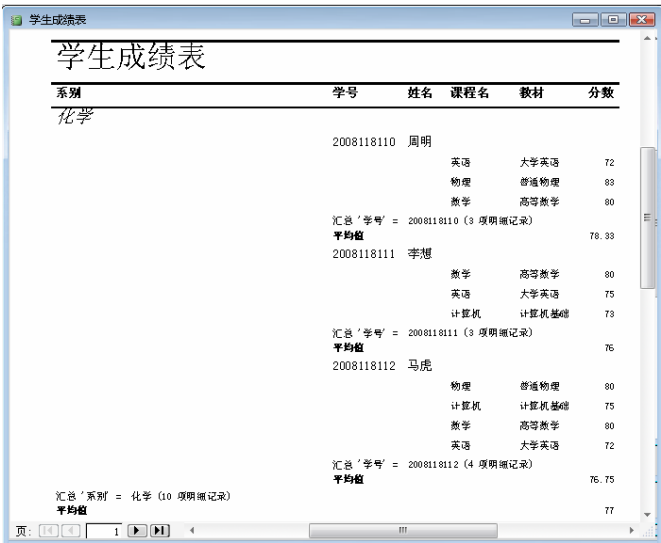 学生成绩表
学生成绩表
系别 学号 姓名 课程名 教材 分数
化学
2008118110 周明
英语 大学英语 72
物理 普通物理 83
数学 高等数学 80
汇总 '学号' = 2008118110 (3 项明细记录)
平均值 78.33
2008118111 李想
数学 高等数学 80
英语 大学英语 75
计算机 计算机基础 73
汇总 '学号' = 2008118111 (3 项明细记录)
平均值 76
2008118112 马虎
物理 普通物理 80
计算机 计算机基础 75
数学 高等数学 80
英语 大学英语 72
汇总 '学号' = 2008118112 (4 项明细记录)
平均值 76.75
汇总 '系别' = 化学 (10 项明细记录)
平均值 77
页: 1